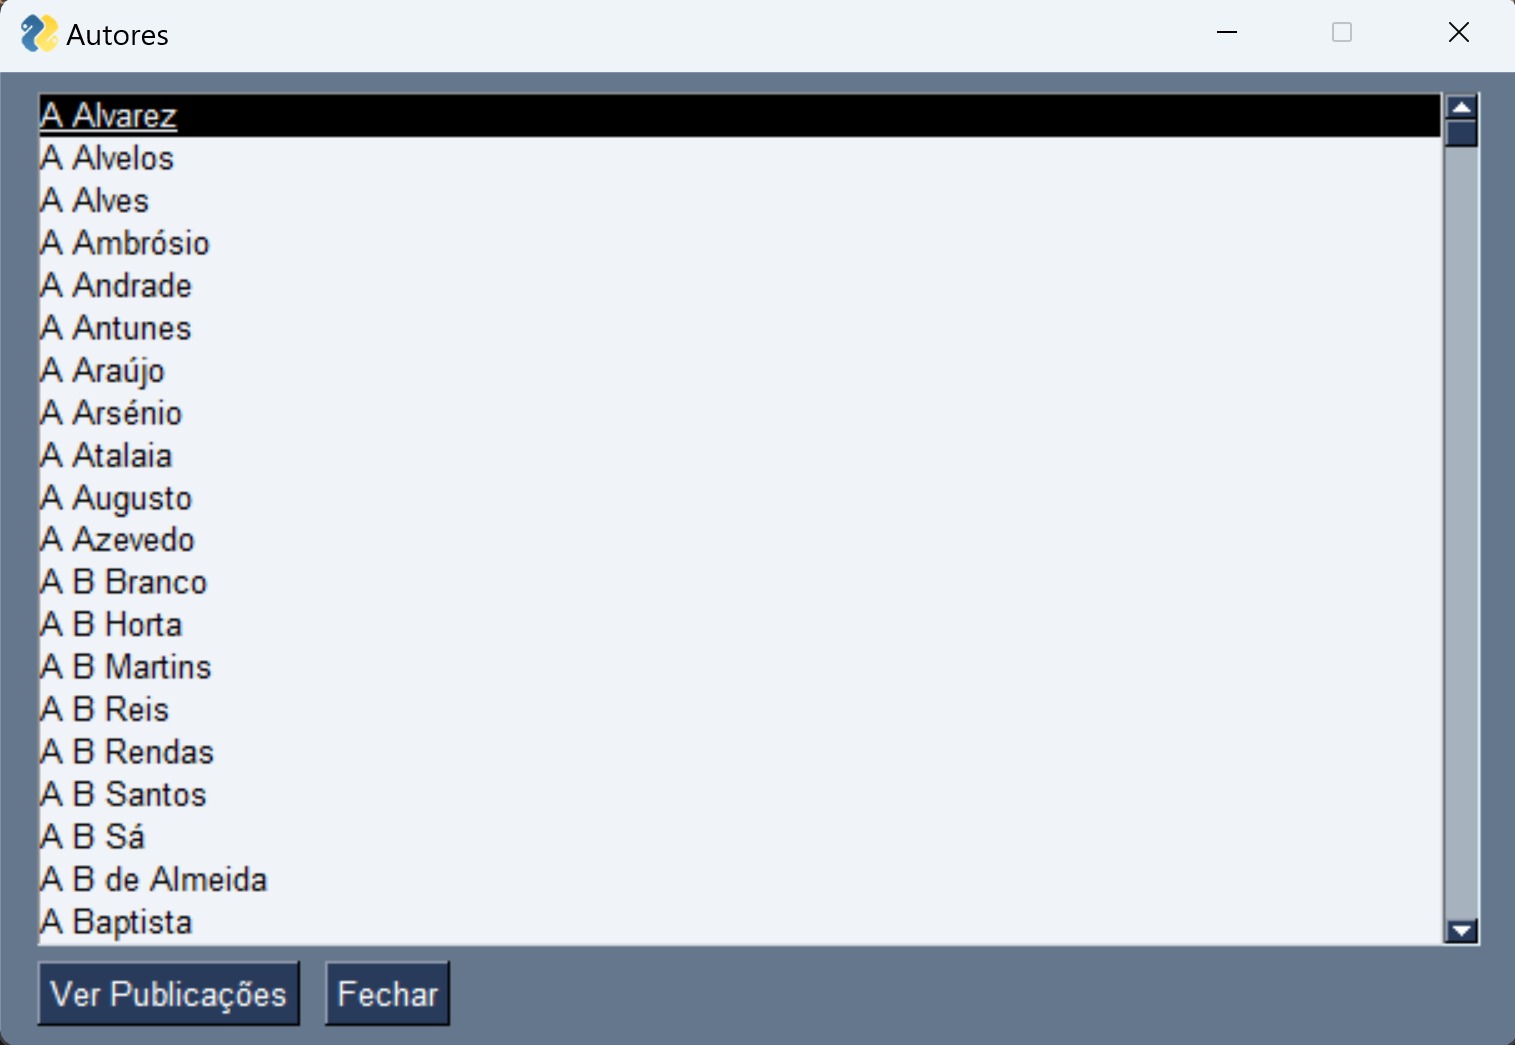 Autores
A Alvarez
A Alvelos
A Alves
A Ambrósio
A Andrade
A Antunes
A Araújo
A Arsénio
A Atalaia
A Augusto
A Azevedo
A B Branco
A B Horta
A B Martins
A B Reis
A B Rendas
A B Santos
A B Sá
A B de Almeida
A Baptista
Ver Publicações Fechar